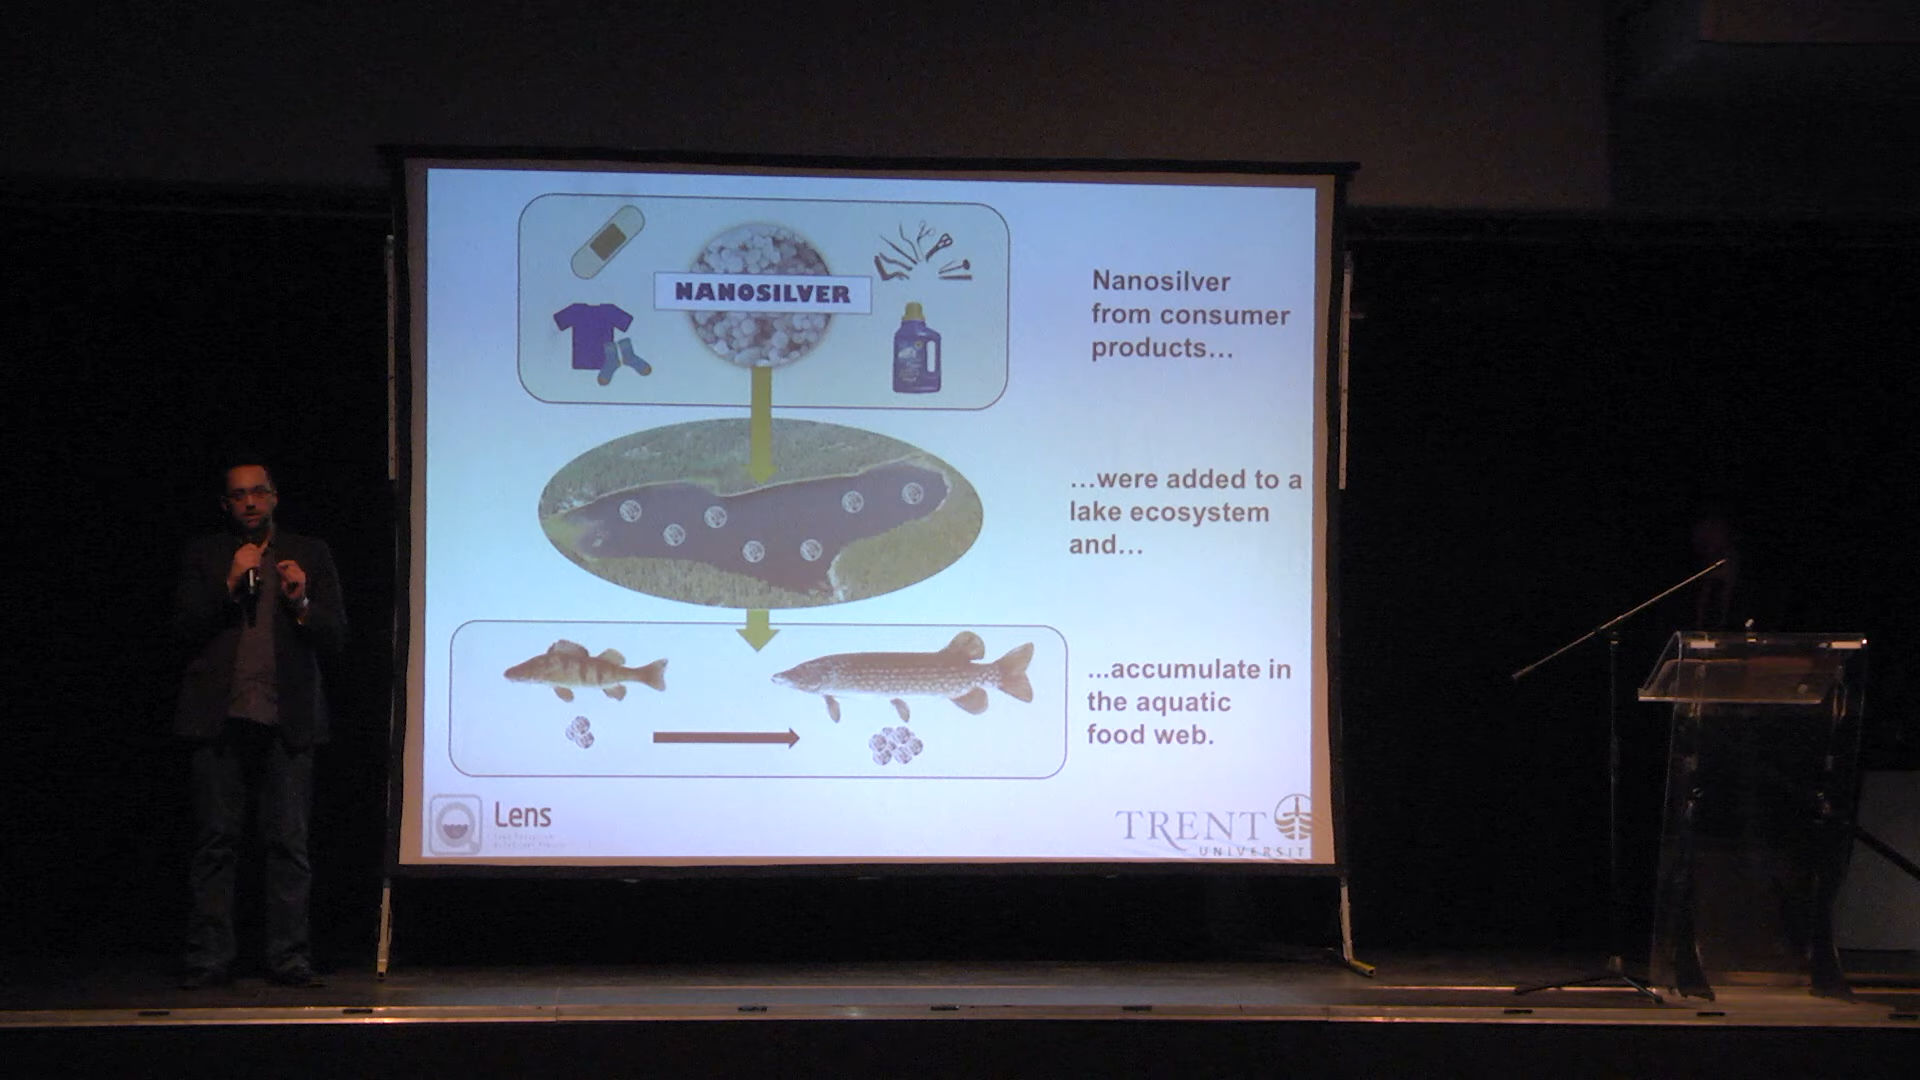 NANOSILVER
Nanosilver
from consumer
products...
...were added to a
lake ecosystem
and...
...accumulate in
the aquatic
food web.
Lens
TRENT
UNIVERSIT